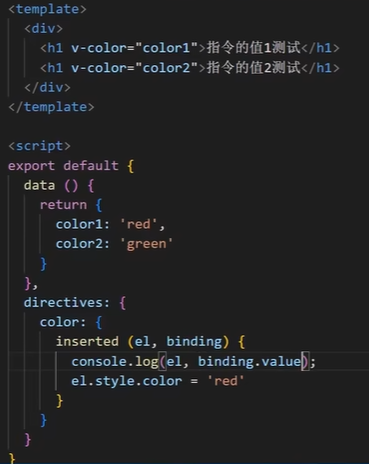 <template>
  <div>
    <h1 v-color="color1">指令的值1测试</h1>
    <h1 v-color="color2">指令的值2测试</h1>
  </div>
</template>

<script>
export default {
  data () {
    return {
      color1: 'red',
      color2: 'green'
    }
  },
  directives: {
    color: {
      inserted (el, binding) {
        console.log(el, binding.value);
        el.style.color = 'red'
      }
    }
  }
}